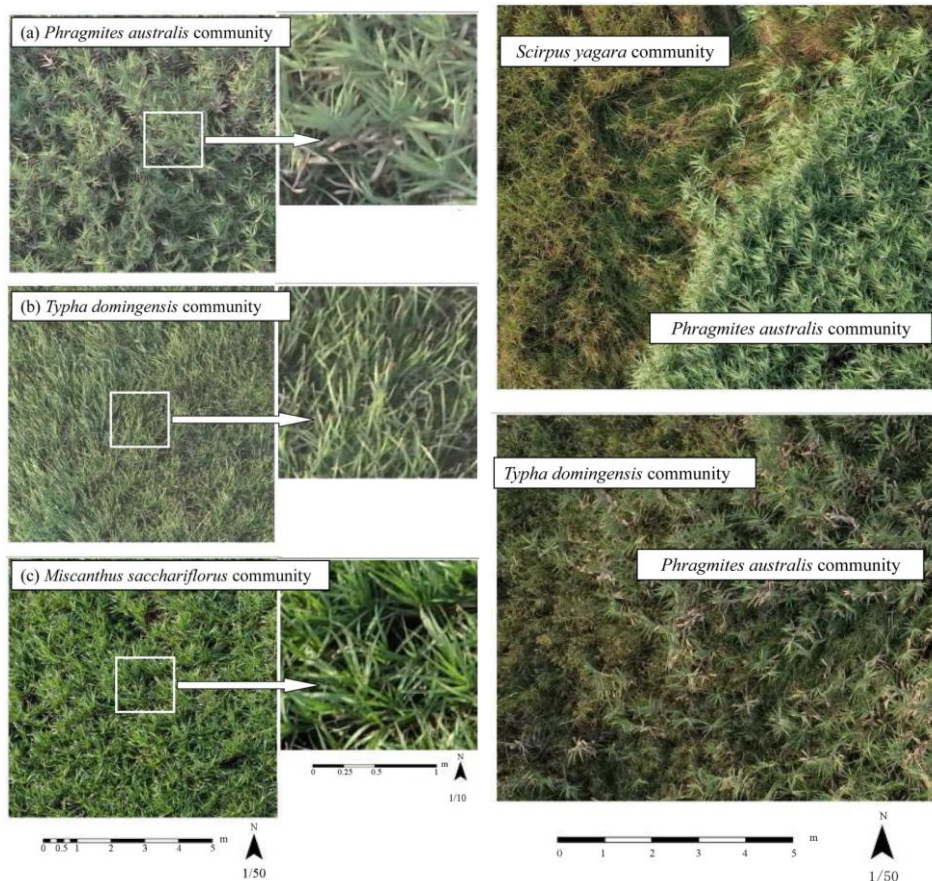 (a) Phragmites australis community
(b) Typha domingensis community
(c) Miscanthus sacchariflorus community
0 0.25 0.5 1 m
N
1/10
0 0.5 1 2 3 4 5 m
N
1/50
Scirpus yagara community
Phragmites australis community
Typha domingensis community
Phragmites australis community
0 1 2 3 4 5 m
N
1/50